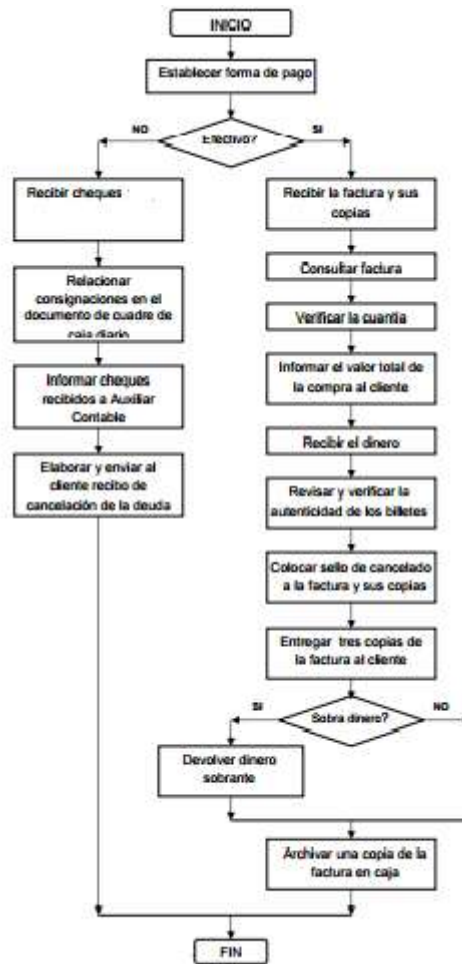 INICIO
Establecer forma de pago
NO
Efectivo?
SI
Recibir cheques
Relacionar
consignaciones en el
documento de cuadre de
caja diario
Informar cheques
recibidos a Auxiliar
Contable
Elaborar y enviar al
cliente recibo de
cancelación de la deuda
Recibir la factura y sus
copias
Consultar factura
Verificar la cuantía
Informar el valor total de
la compra al cliente
Recibir el dinero
Revisar y verificar la
autenticidad de los billetes
Colocar sello de cancelado
a la factura y sus copias
Entregar tres copias de
la factura al cliente
SI
Sobra dinero?
NO
Devolver dinero
sobrante
Archivar una copia de la
factura en caja
FIN